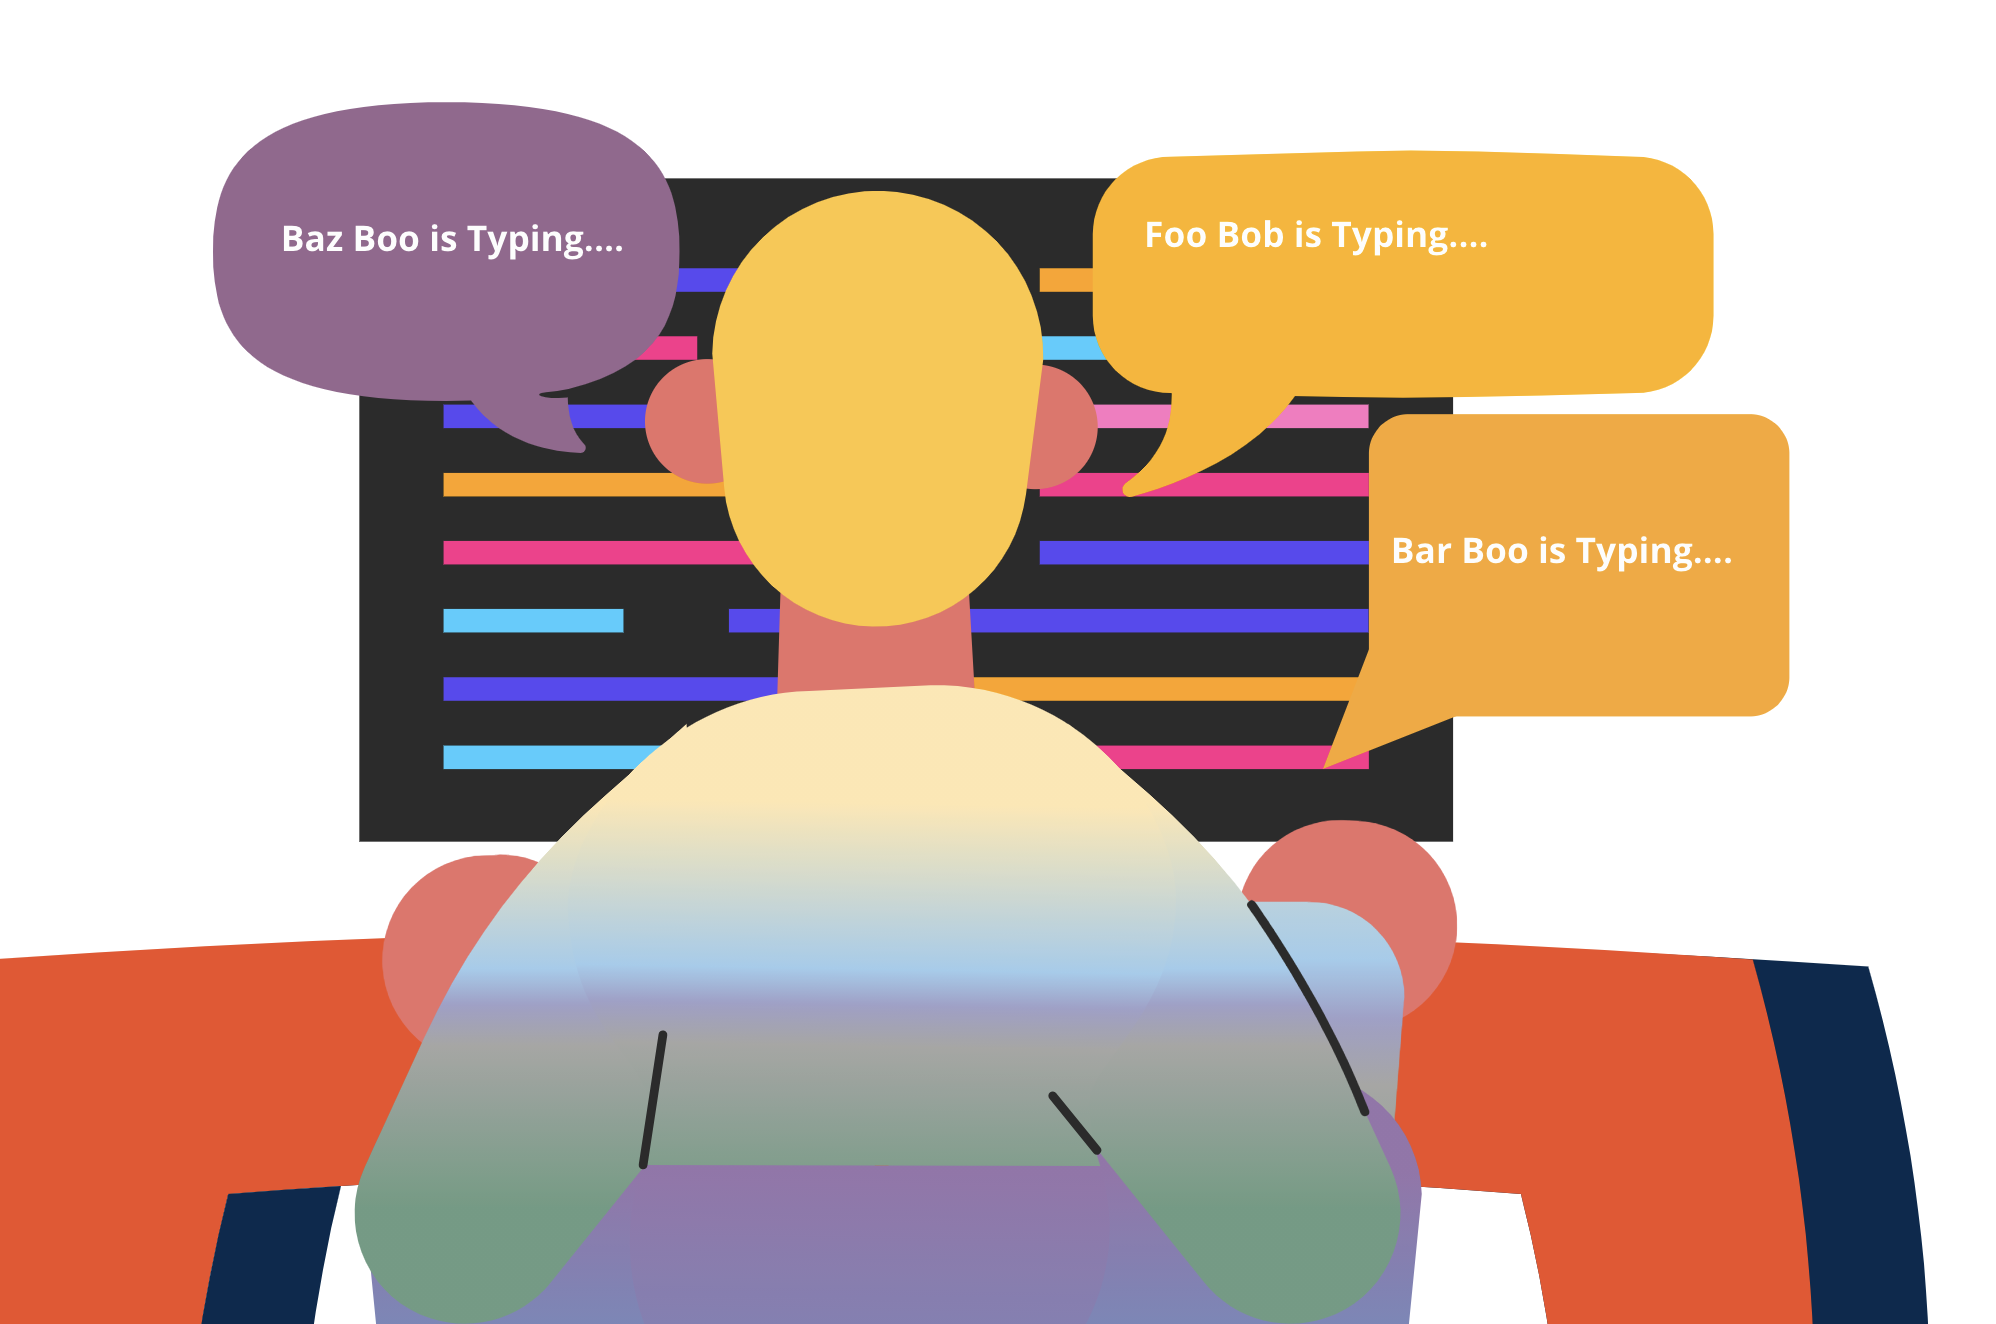 Baz Boo is Typing....
Foo Bob is Typing....
Bar Boo is Typing....